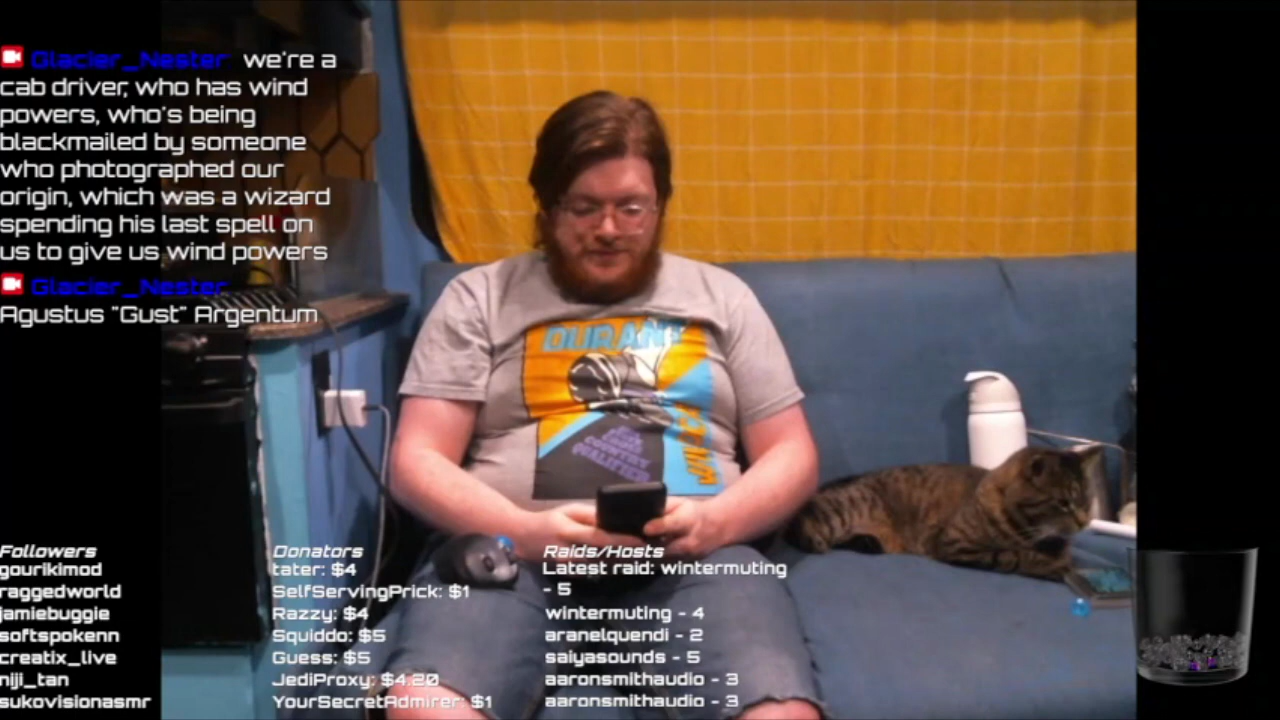 Glacier_Nester we're a
cab driver, who has wind
powers, who's being
blackmailed by someone
who photographed our
origin, which was a wizard
spending his last spell on
us to give us wind powers
Glacier_Nester
Agustus "Gust" Argentum
DURANT
COUNTRY
QUALIFIER
Followers
gourikimod
raggedworld
jamiebuggie
softspokenn
creatix_live
niji_tan
sukovisionasmr
Donators
tater: $4
SelfServingPrick: $1
Razzy: $4
Squiddo: $5
Guess: $5
JediProxy: $4.20
YourSecretAdmirer: $1
Raids/Hosts
Latest raid: wintermuting
- 5
wintermuting - 4
aranelquendi - 2
saiyasounds - 5
aaronsmithaudio - 3
aaronsmithaudio - 3